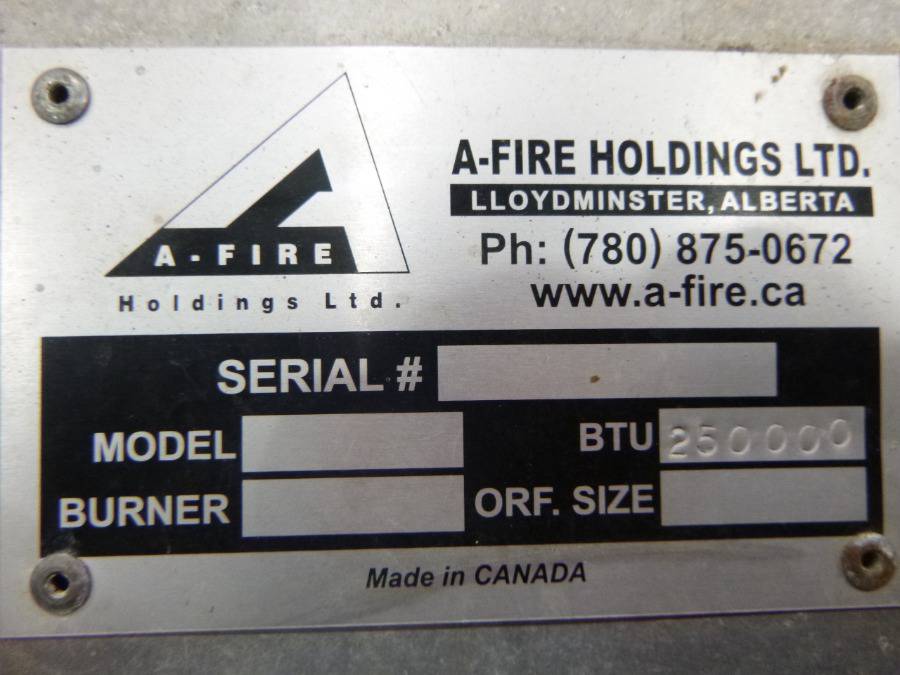 A-FIRE
Holdings Ltd.
A-FIRE HOLDINGS LTD.
LLOYDMINSTER, ALBERTA
Ph: (780) 875-0672
www.a-fire.ca
SERIAL #
MODEL
BTU 250000
BURNER
ORF. SIZE
Made in CANADA